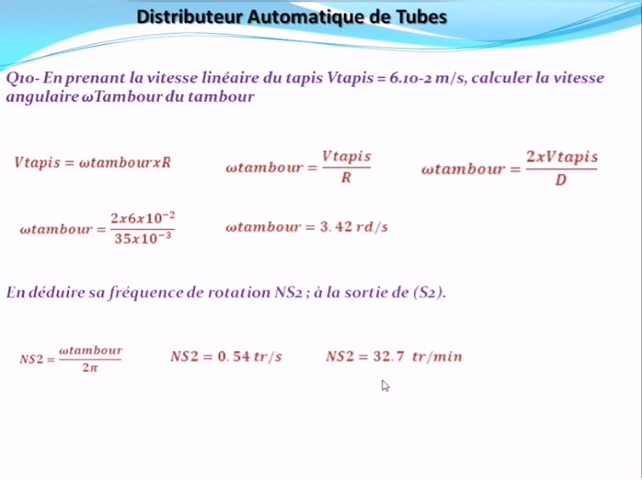 Distributeur Automatique de Tubes
Q10- En prenant la vitesse linéaire du tapis Vtapis = 6.10-2 m/s, calculer la vitesse
angulaire ωTambour du tambour
Vtapis = ωtambourxR ωtambour = Vtapis/R ωtambour = 2xVtapis/D
ωtambour = 2x6x10⁻²/35x10⁻³ ωtambour = 3.42 rd/s
En déduire sa fréquence de rotation NS2 ; à la sortie de (S2).
NS2 = ωtambour/2π NS2 = 0.54 tr/s NS2 = 32.7 tr/min